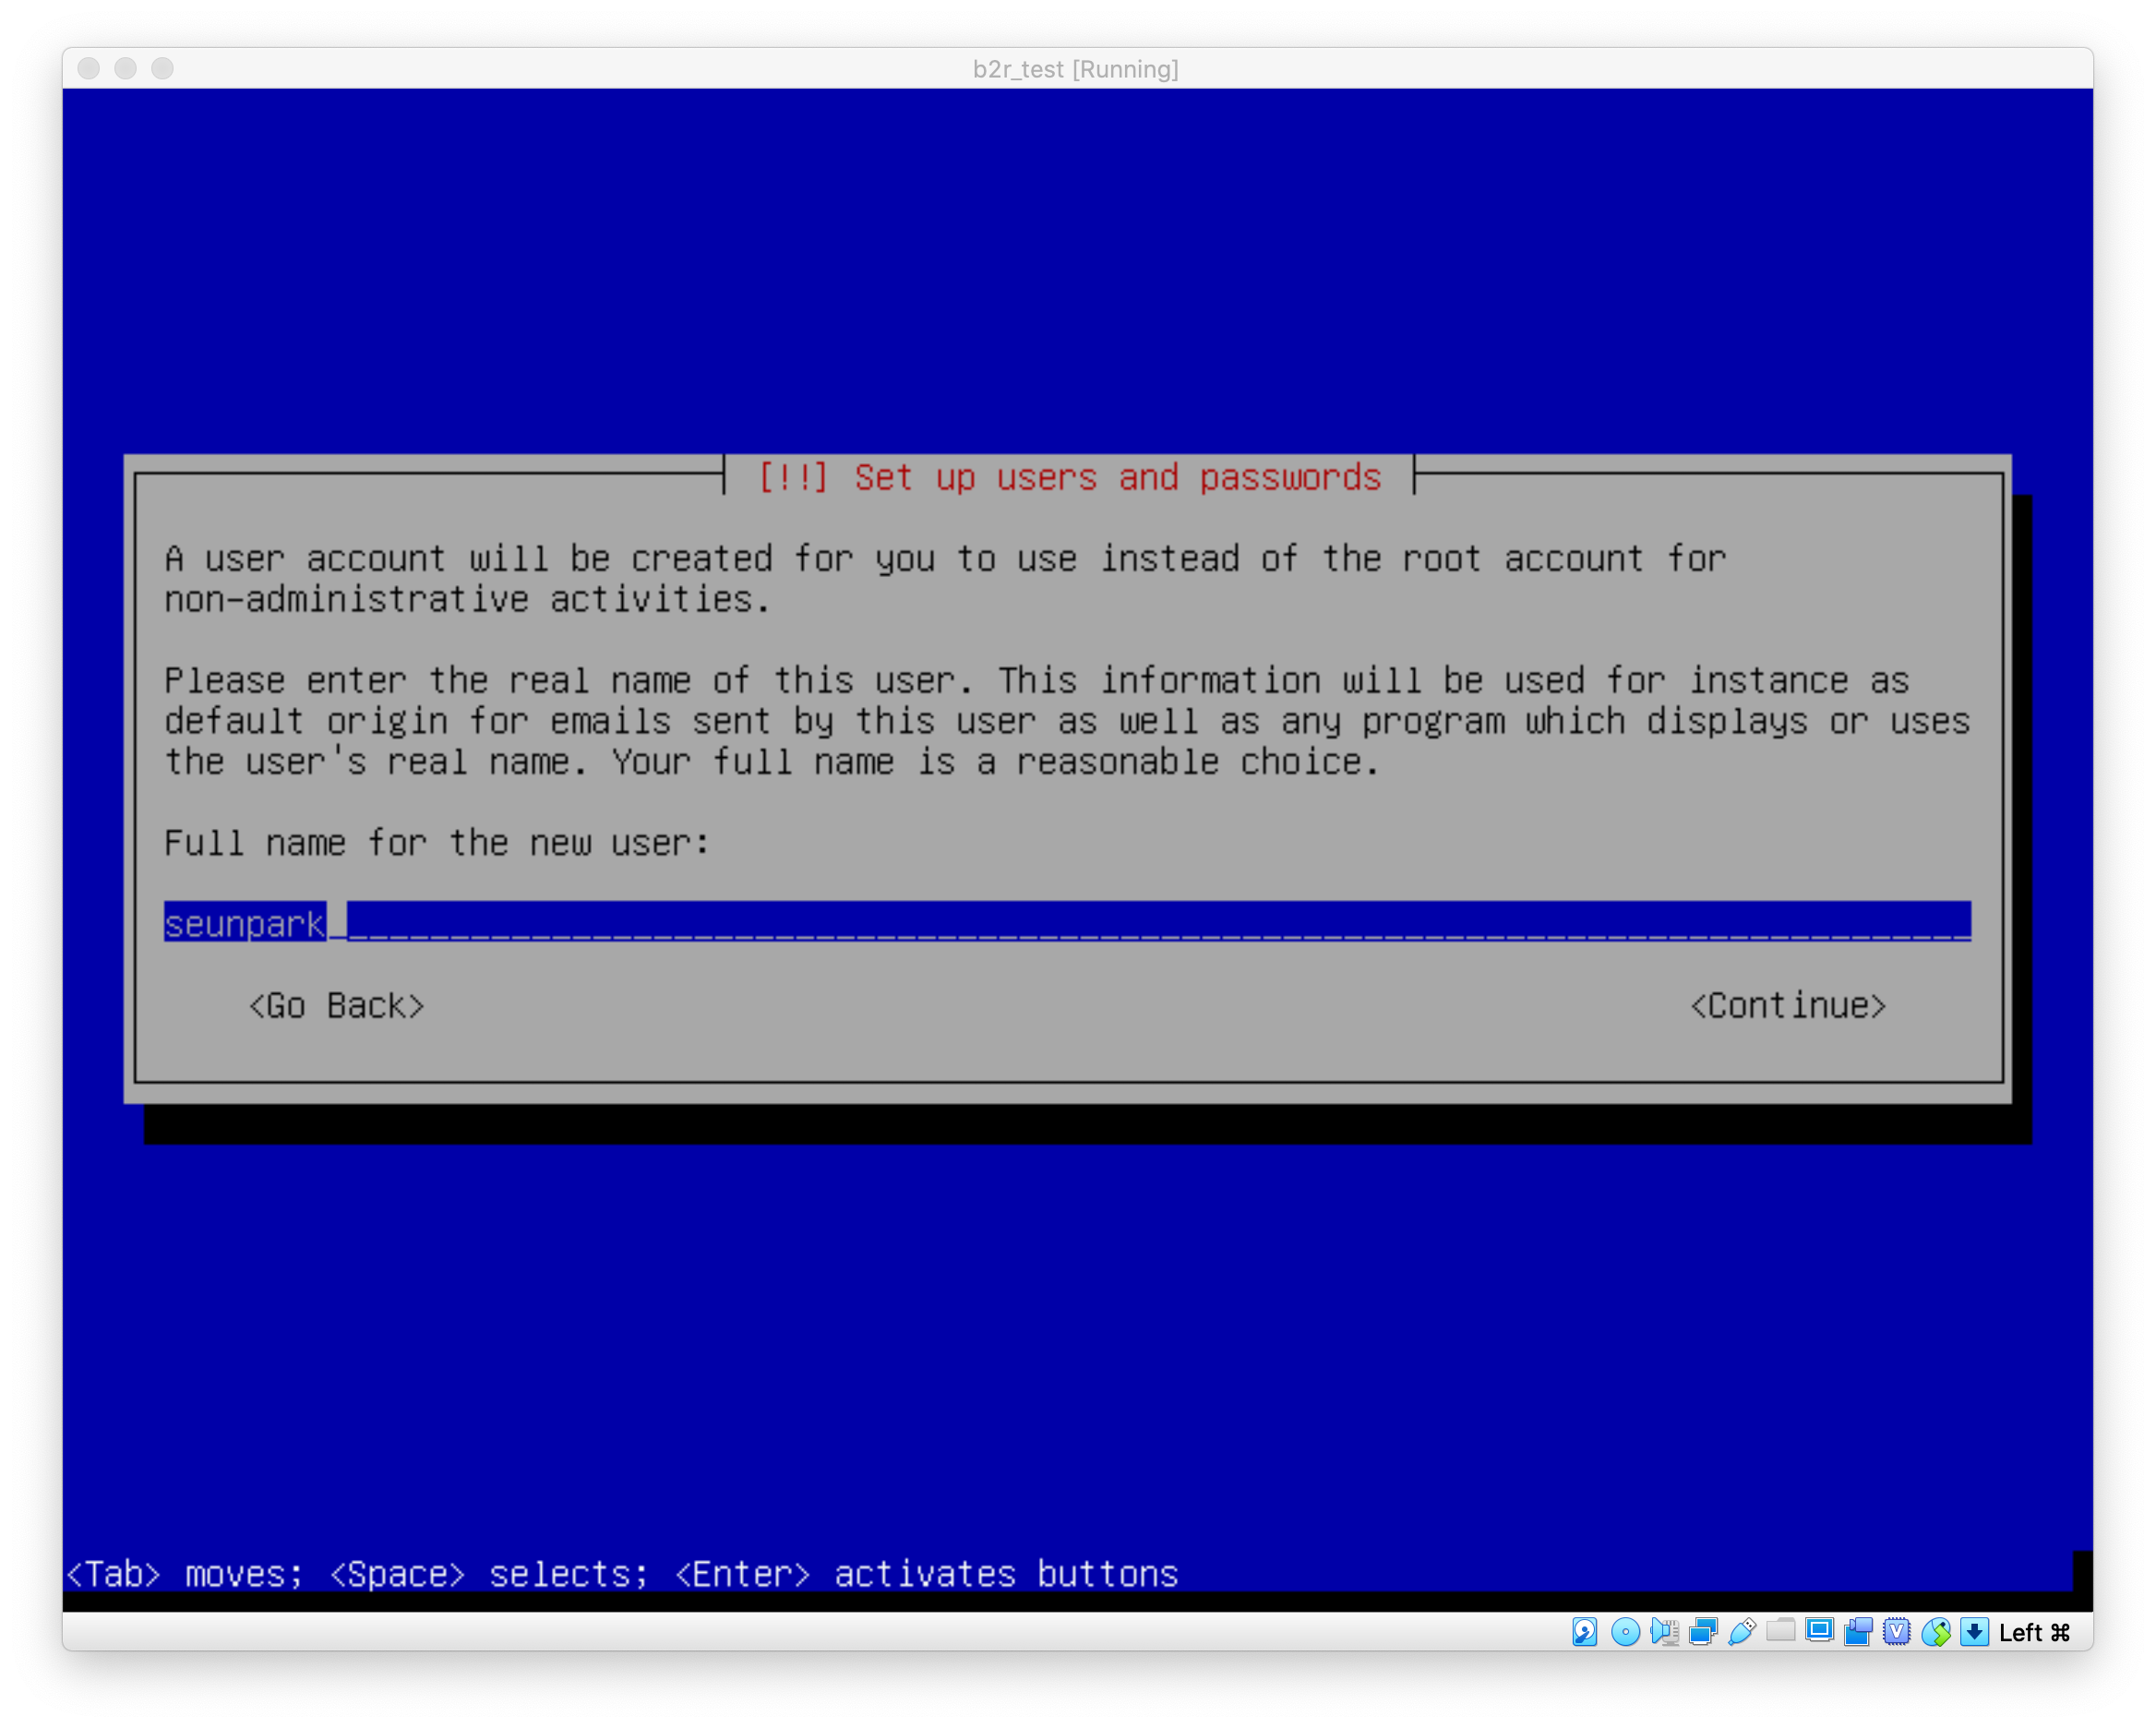 b2r_test [Running]
[!!] Set up users and passwords
A user account will be created for you to use instead of the root account for
non-administrative activities.
Please enter the real name of this user. This information will be used for instance as
default origin for emails sent by this user as well as any program which displays or uses
the user's real name. Your full name is a reasonable choice.
Full name for the new user:
seunpark
<Go Back> <Continue>
<Tab> moves; <Space> selects; <Enter> activates buttons
Left ⌘